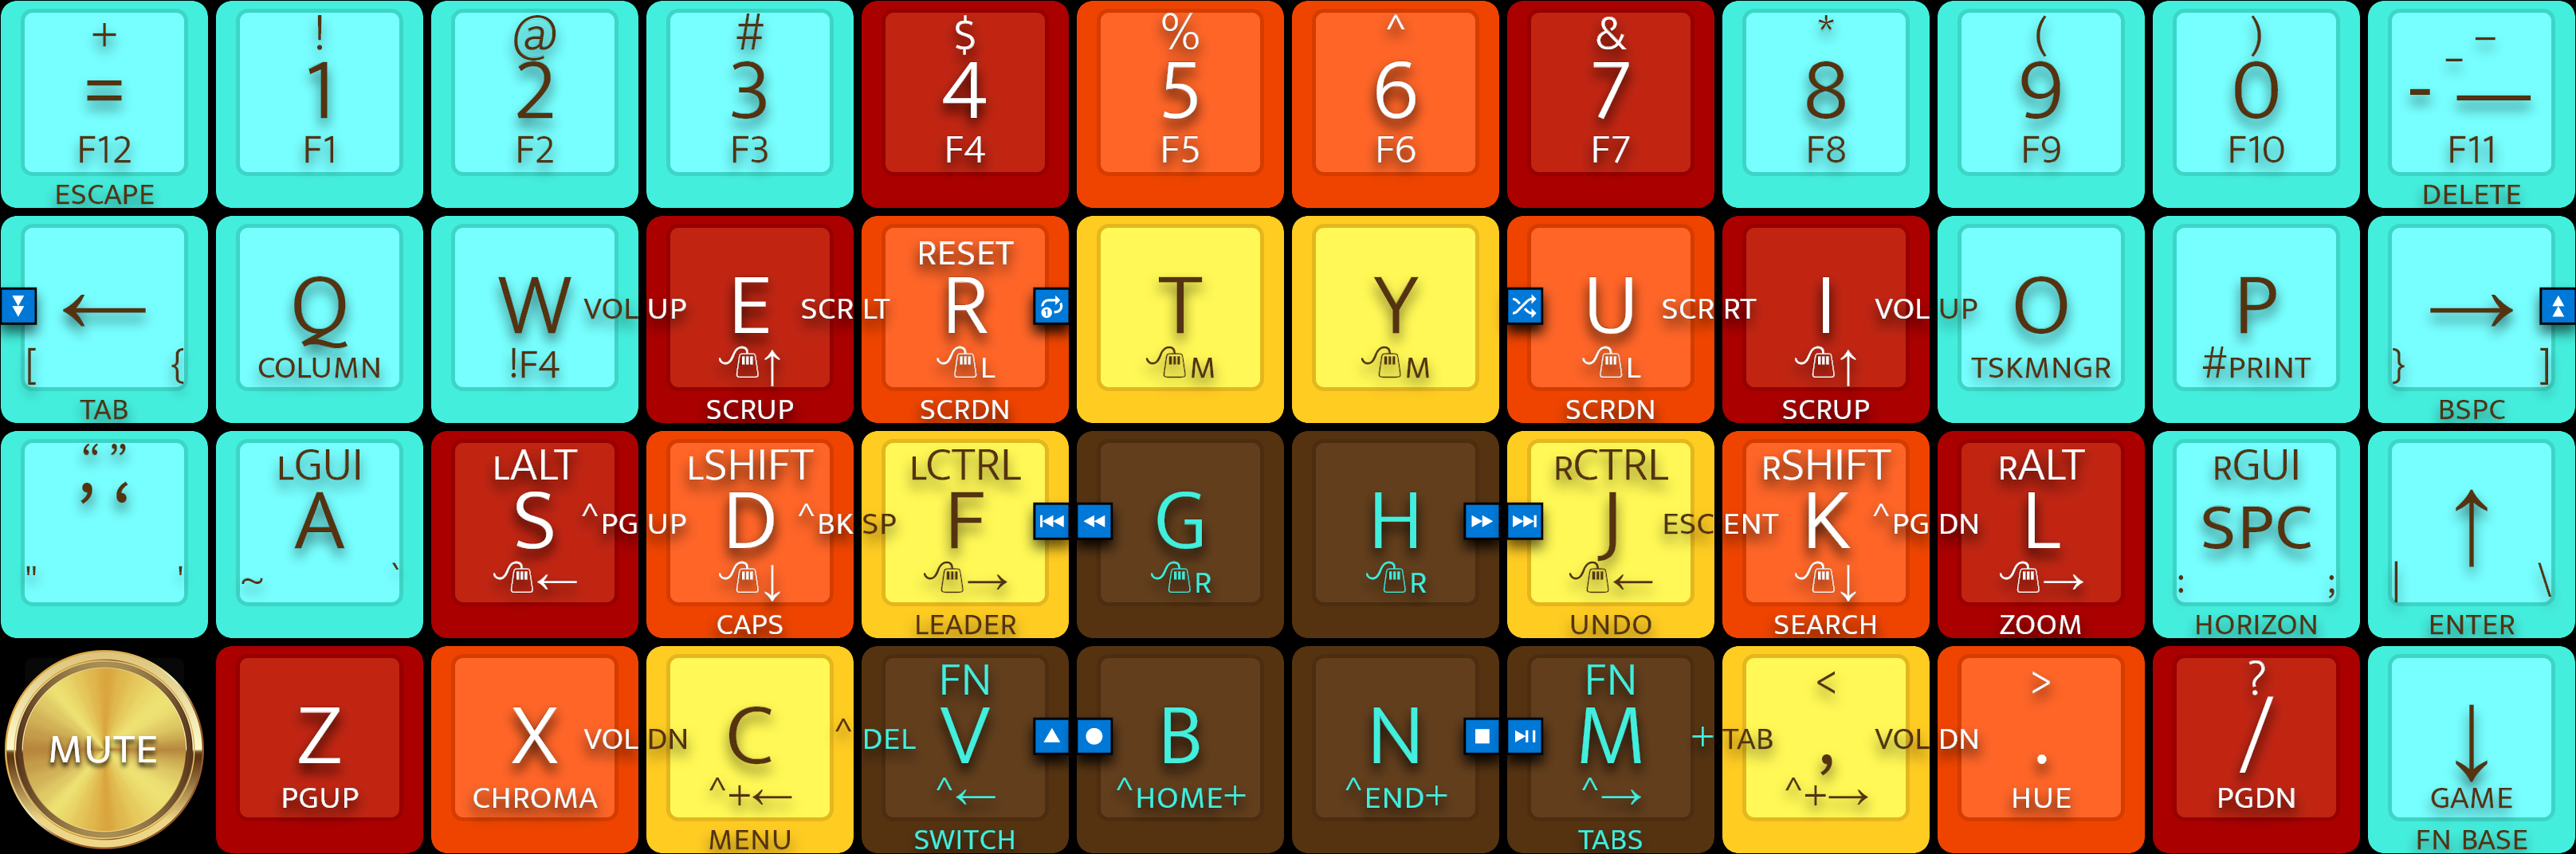 + ! @ # $ % ^ & * ( ) – _
= 1 2 3 4 5 6 7 8 9 0 - —
F12 F1 F2 F3 F4 F5 F6 F7 F8 F9 F10 F11
ESCAPE DELETE
RESET
← Q W VOL UP E SCR LT R T Y U SCR RT I VOL UP O P →
[ { COLUMN !F4 ↑ L M M L ↑ TSKMNGR #PRINT } ]
TAB SCRUP SCRDN SCRDN SCRUP BSPC
“ ” LGUI LALT LSHIFT LCTRL RCTRL RSHIFT RALT RGUI
’ ‘ A S ^PG UP D ^BK SP F G H J ESC ENT K ^PG DN L SPC ↑
" ' ~ ` ← ↓ → R R ← ↓ → : ; | \
CAPS LEADER UNDO SEARCH ZOOM HORIZON ENTER
FN FN < > ?
MUTE Z X VOL DN C ^ DEL V B N M + TAB , VOL DN . / ↓
PGUP CHROMA ^+← ^← ^HOME+ ^END+ ^→ ^+→ HUE PGDN GAME
MENU SWITCH TABS FN BASE